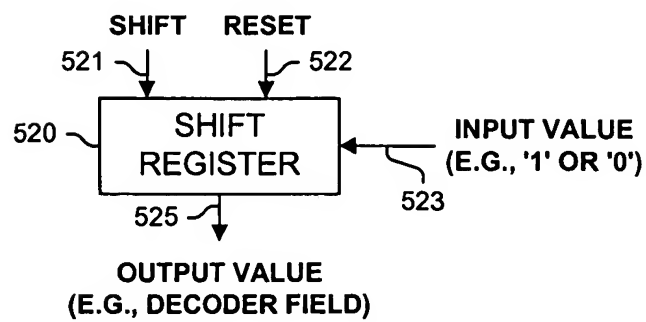 SHIFT RESET
521 522
520 SHIFT
REGISTER
INPUT VALUE
(E.G., '1' OR '0')
523
525
OUTPUT VALUE
(E.G., DECODER FIELD)